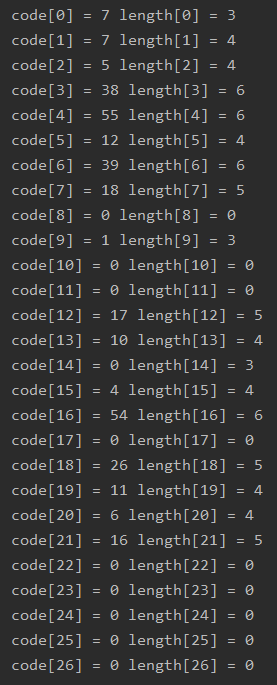 code[0] = 7 length[0] = 3
code[1] = 7 length[1] = 4
code[2] = 5 length[2] = 4
code[3] = 38 length[3] = 6
code[4] = 55 length[4] = 6
code[5] = 12 length[5] = 4
code[6] = 39 length[6] = 6
code[7] = 18 length[7] = 5
code[8] = 0 length[8] = 0
code[9] = 1 length[9] = 3
code[10] = 0 length[10] = 0
code[11] = 0 length[11] = 0
code[12] = 17 length[12] = 5
code[13] = 10 length[13] = 4
code[14] = 0 length[14] = 3
code[15] = 4 length[15] = 4
code[16] = 54 length[16] = 6
code[17] = 0 length[17] = 0
code[18] = 26 length[18] = 5
code[19] = 11 length[19] = 4
code[20] = 6 length[20] = 4
code[21] = 16 length[21] = 5
code[22] = 0 length[22] = 0
code[23] = 0 length[23] = 0
code[24] = 0 length[24] = 0
code[25] = 0 length[25] = 0
code[26] = 0 length[26] = 0